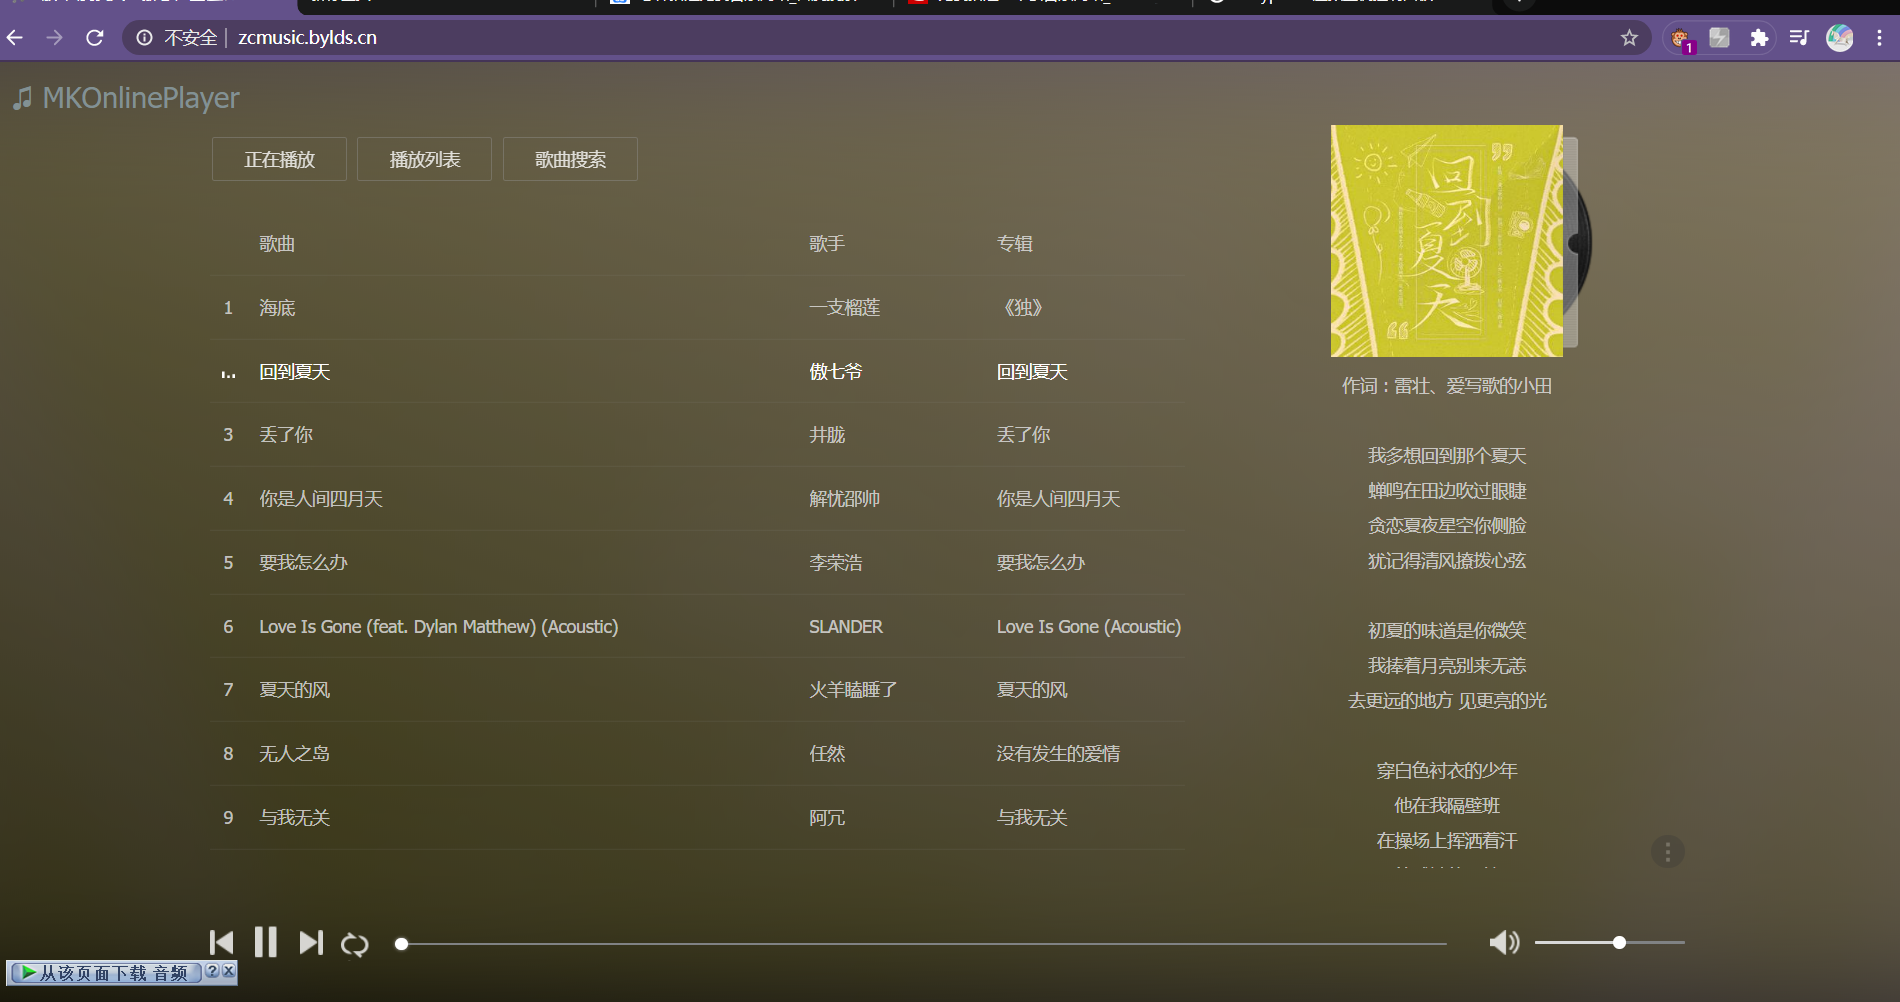 不安全 zcmusic.bylds.cn
1
MKOnlinePlayer
正在播放 播放列表 歌曲搜索
歌曲 歌手 专辑
1 海底 一支榴莲 《独》
回到夏天 傲七爷 回到夏天
3 丢了你 井胧 丢了你
4 你是人间四月天 解忧邵帅 你是人间四月天
5 要我怎么办 李荣浩 要我怎么办
6 Love Is Gone (feat. Dylan Matthew) (Acoustic) SLANDER Love Is Gone (Acoustic)
7 夏天的风 火羊瞌睡了 夏天的风
8 无人之岛 任然 没有发生的爱情
9 与我无关 阿冗 与我无关
回到夏天
作词：雷壮、爱写歌的小田
我多想回到那个夏天
蝉鸣在田边吹过眼睫
贪恋夏夜星空你侧脸
犹记得清风撩拨心弦
初夏的味道是你微笑
我捧着月亮别来无恙
去更远的地方 见更亮的光
穿白色衬衣的少年
他在我隔壁班
在操场上挥洒着汗
从该页面下载 音频 ? x